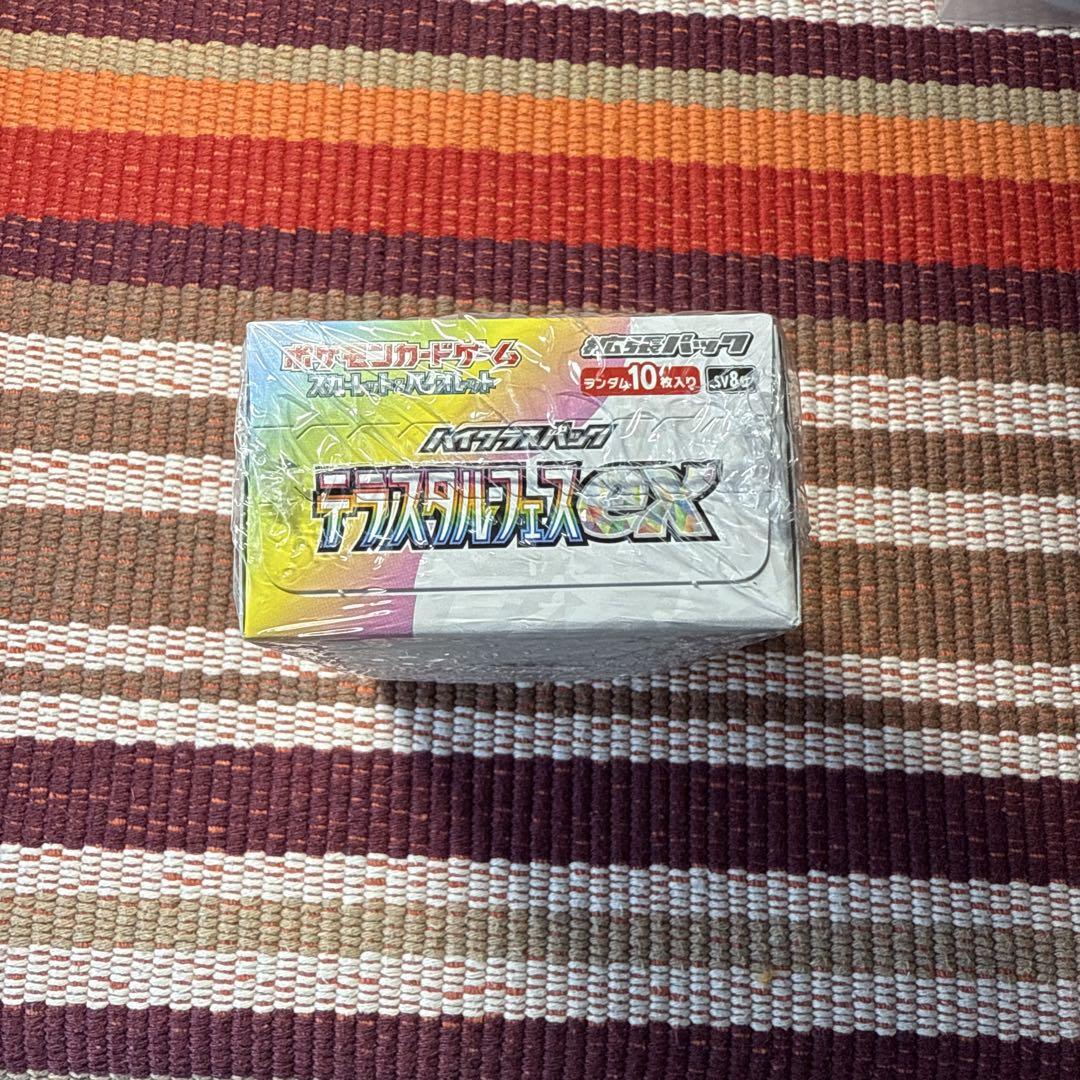 ポケモンカードゲーム
スカーレット&バイオレット
拡張パック
ランダム10枚入り
SV8a
ハイクラスパック
テラスタルフェスex